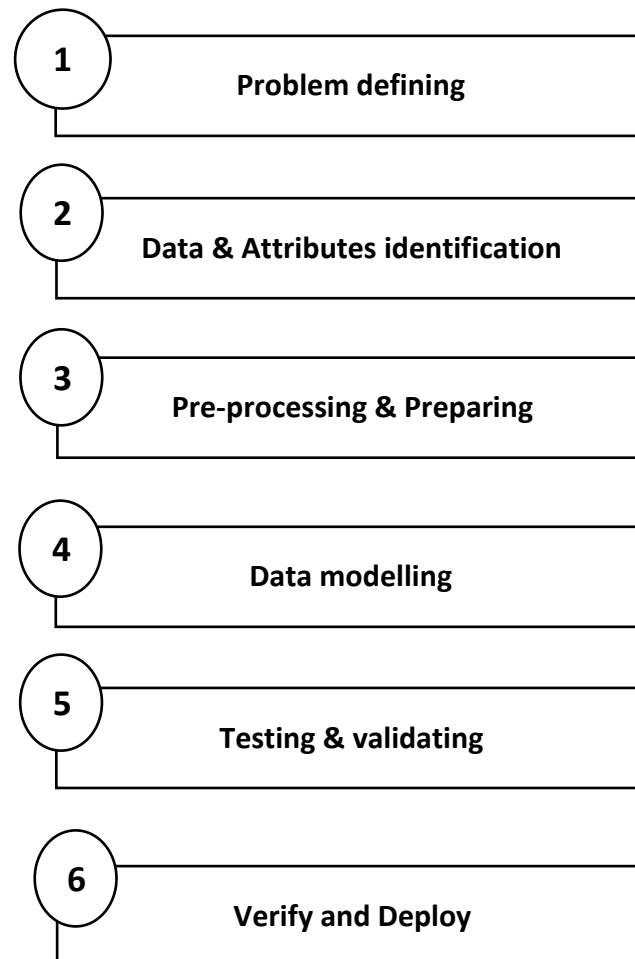 1
Problem defining
2
Data & Attributes identification
3
Pre-processing & Preparing
4
Data modelling
5
Testing & validating
6
Verify and Deploy